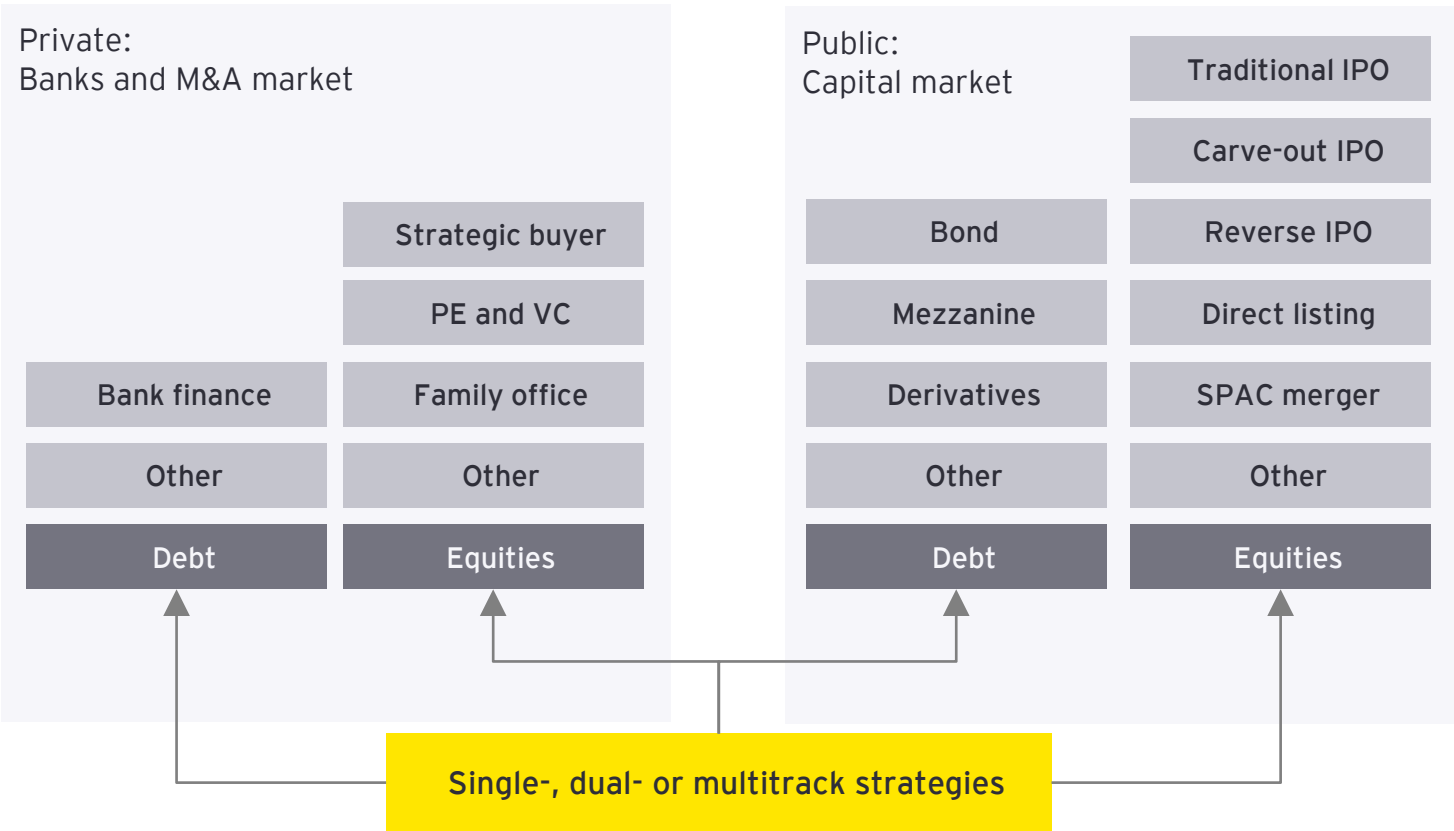 Private:
Banks and M&A market
Strategic buyer
PE and VC
Bank finance
Family office
Other
Other
Debt
Equities
Public:
Capital market
Traditional IPO
Carve-out IPO
Bond
Reverse IPO
Mezzanine
Direct listing
Derivatives
SPAC merger
Other
Other
Debt
Equities
Single-, dual- or multitrack strategies